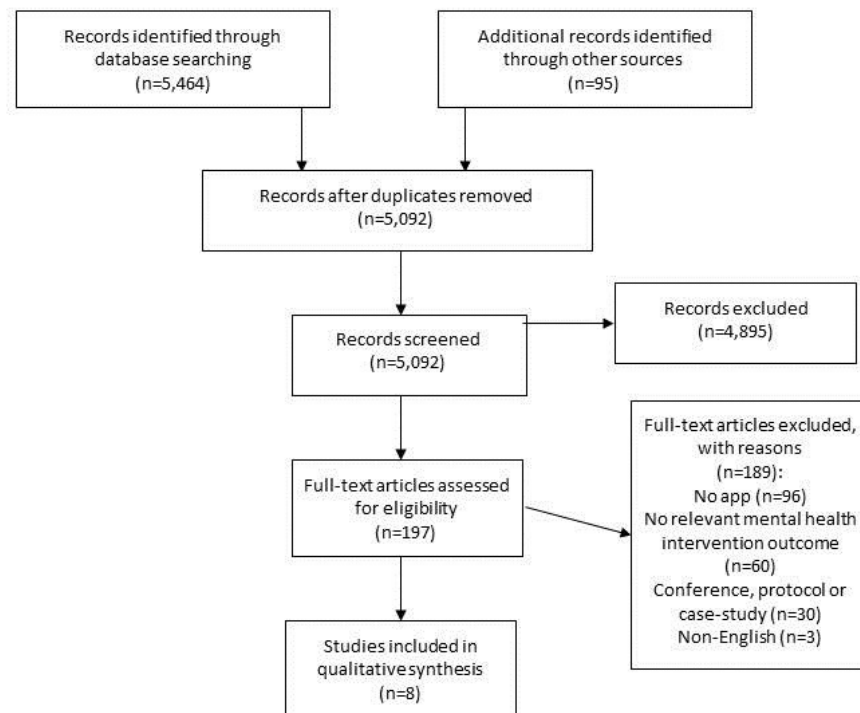 Records identified through
database searching
(n=5,464)
Additional records identified
through other sources
(n=95)
Records after duplicates removed
(n=5,092)
Records screened
(n=5,092)
Records excluded
(n=4,895)
Full-text articles assessed
for eligibility
(n=197)
Full-text articles excluded,
with reasons
(n=189):
No app (n=96)
No relevant mental health
intervention outcome
(n=60)
Conference, protocol or
case-study (n=30)
Non-English (n=3)
Studies included in
qualitative synthesis
(n=8)